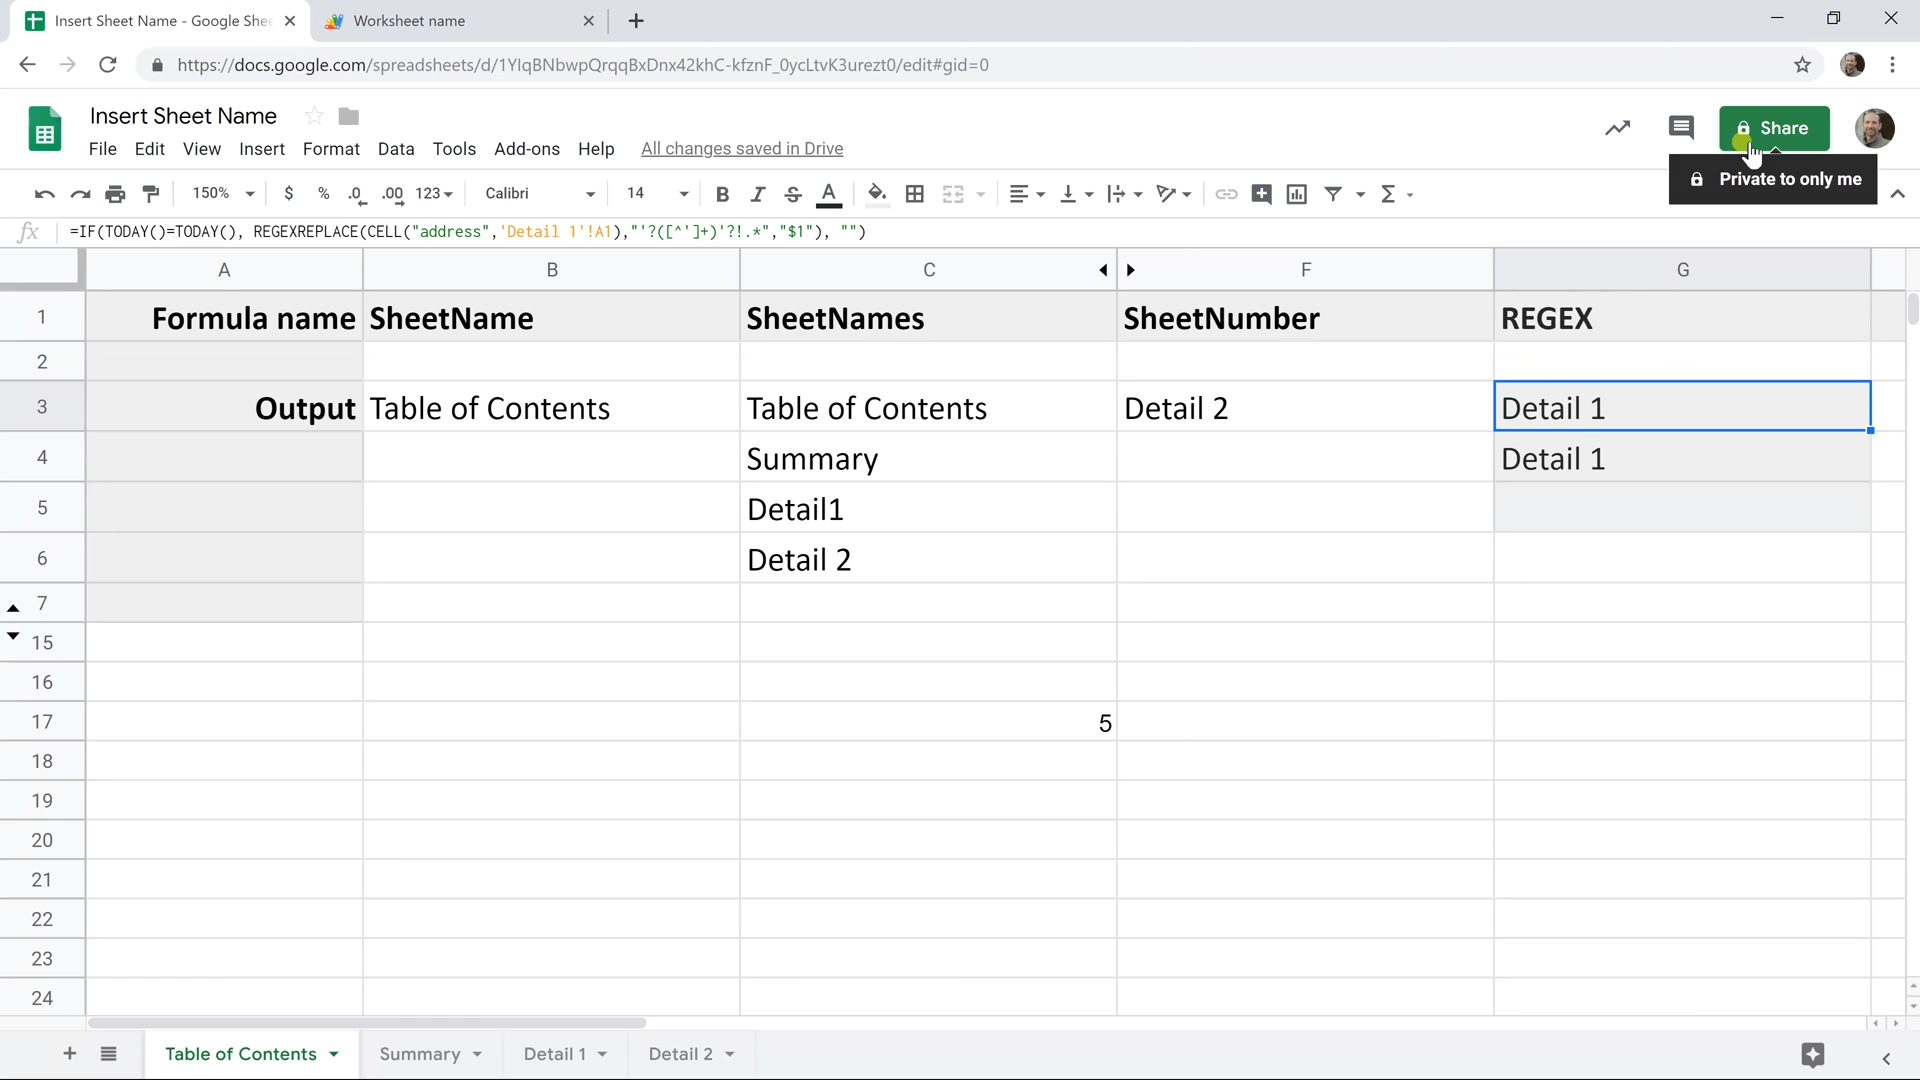 Insert Sheet Name - Google She
Worksheet name
https://docs.google.com/spreadsheets/d/1YIqBNbwpQrqqBxDnx42khC-kfznF_0ycLtvK3urezt0/edit#gid=0
Insert Sheet Name
Share
File Edit View Insert Format Data Tools Add-ons Help All changes saved in Drive
Private to only me
150% $ % .0 .00 123 Calibri 14 B I S A Σ
fx =IF(TODAY()=TODAY(), REGEXREPLACE(CELL("address",'Detail 1'!A1),"'?([^']+)'?!.*","$1"), "")
A B C F G
1 Formula name SheetName SheetNames SheetNumber REGEX
2
3 Output Table of Contents Table of Contents Detail 2 Detail 1
4 Summary Detail 1
5 Detail1
6 Detail 2
7
15
16
17 5
18
19
20
21
22
23
24
Table of Contents Summary Detail 1 Detail 2